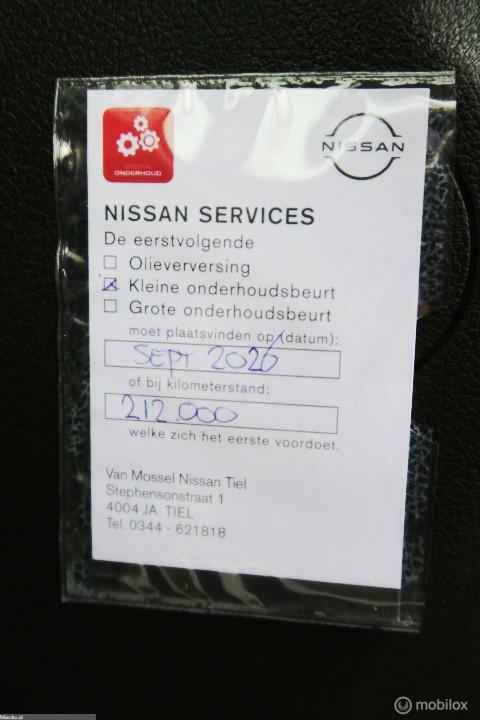 ONDERHOUD
NISSAN
NISSAN SERVICES
De eerstvolgende
Olieverversing
Kleine onderhoudsbeurt
Grote onderhoudsbeurt
moet plaatsvinden op (datum):
SEPT 2026
of bij kilometerstand:
212.000
welke zich het eerste voordoet.
Van Mossel Nissan Tiel
Stephensonstraat 1
4004 JA TIEL
Tel. 0344 - 621818
mobilox